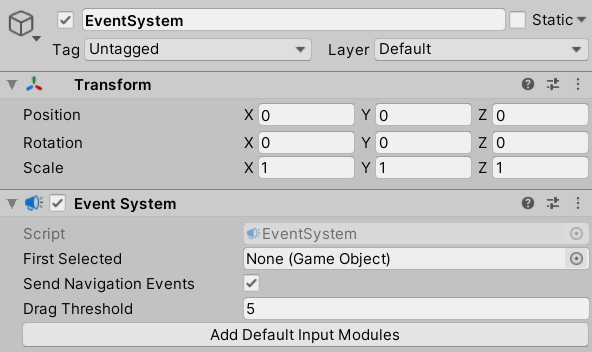 EventSystem Static
Tag Untagged Layer Default
Transform
Position X 0 Y 0 Z 0
Rotation X 0 Y 0 Z 0
Scale X 1 Y 1 Z 1
Event System
Script EventSystem
First Selected None (Game Object)
Send Navigation Events
Drag Threshold 5
Add Default Input Modules